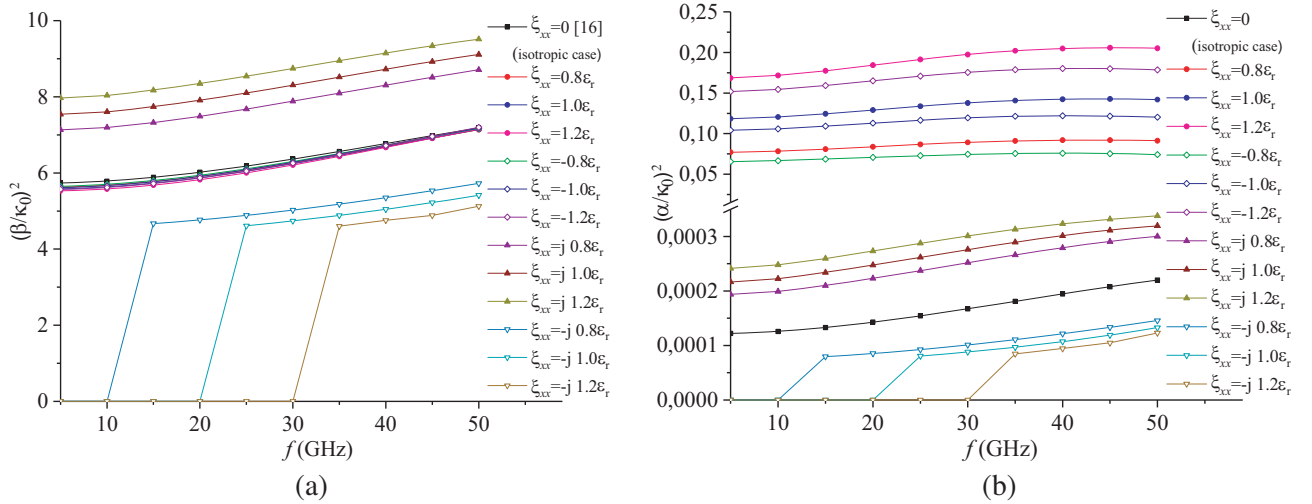 10
8
6
4
2
0
(β/κ₀)²
10
20
30
40
50
f (GHz)
ξxx=0 [16]
(isotropic case)
ξxx=0.8εr
ξxx=1.0εr
ξxx=1.2εr
ξxx=-0.8εr
ξxx=-1.0εr
ξxx=-1.2εr
ξxx=j 0.8εr
ξxx=j 1.0εr
ξxx=j 1.2εr
ξxx=-j 0.8εr
ξxx=-j 1.0εr
ξxx=-j 1.2εr
(a)
0,25
0,20
0,15
0,10
0,05
0,0003
0,0002
0,0001
0,0000
(α/κ₀)²
10
20
30
40
50
f (GHz)
ξxx=0
(isotropic case)
ξxx=0.8εr
ξxx=1.0εr
ξxx=1.2εr
ξxx=-0.8εr
ξxx=-1.0εr
ξxx=-1.2εr
ξxx=j 0.8εr
ξxx=j 1.0εr
ξxx=j 1.2εr
ξxx=-j 0.8εr
ξxx=-j 1.0εr
ξxx=-j 1.2εr
(b)